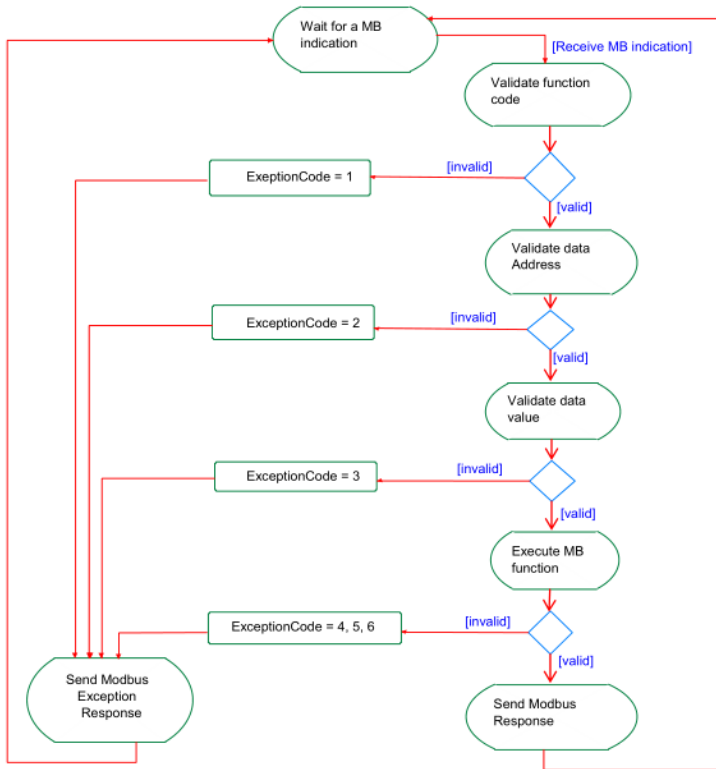 Wait for a MB
indication
[Receive MB indication]
Validate function
code
[invalid]
ExeptionCode = 1
[valid]
Validate data
Address
[invalid]
ExceptionCode = 2
[valid]
Validate data
value
[invalid]
ExceptionCode = 3
[valid]
Execute MB
function
[invalid]
ExceptionCode = 4, 5, 6
[valid]
Send Modbus
Exception
Response
Send Modbus
Response